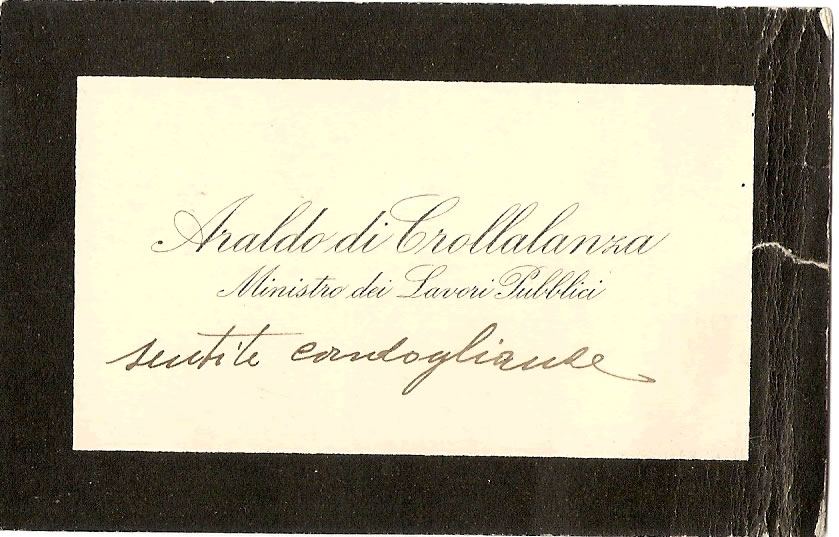 Araldo di Crollalanza
Ministro dei Lavori Pubblici
sentite condoglianze